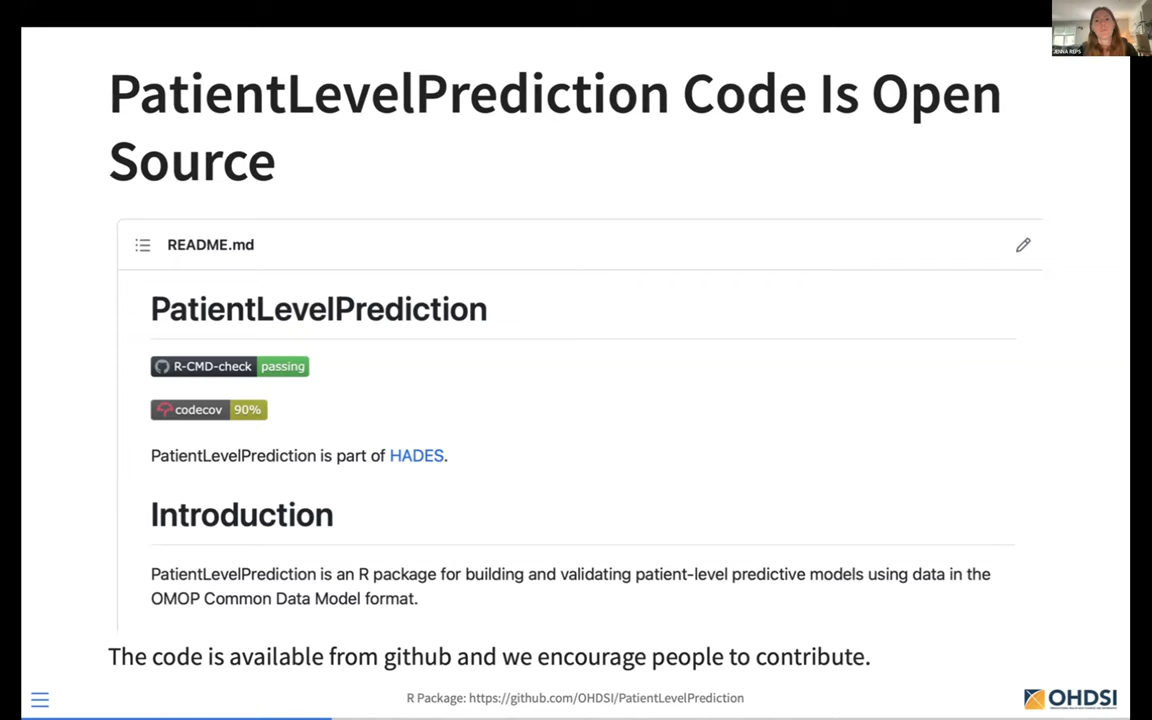 JENNA REPS
PatientLevelPrediction Code Is Open
Source
README.md
PatientLevelPrediction
R-CMD-check passing
codecov 90%
PatientLevelPrediction is part of HADES.
Introduction
PatientLevelPrediction is an R package for building and validating patient-level predictive models using data in the
OMOP Common Data Model format.
The code is available from github and we encourage people to contribute.
R Package: https://github.com/OHDSI/PatientLevelPrediction
OHDSI